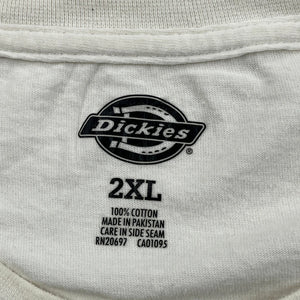 Dickies®
2XL
100% COTTON
MADE IN PAKISTAN
CARE IN SIDE SEAM
RN20697 CA01095